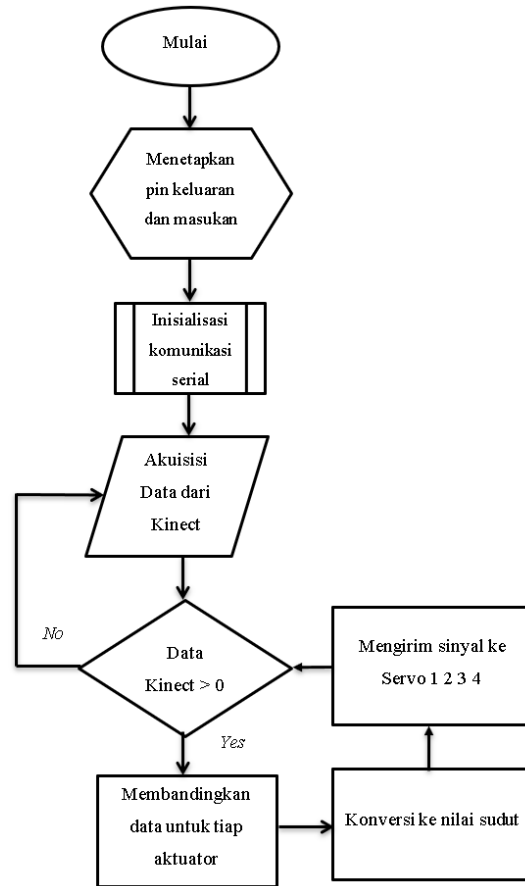 Mulai
Menetapkan
pin keluaran
dan masukan
Inisialisasi
komunikasi
serial
Akuisisi
Data dari
Kinect
No
Data
Kinect > 0
Yes
Membandingkan
data untuk tiap
aktuator
Konversi ke nilai sudut
Mengirim sinyal ke
Servo 1 2 3 4